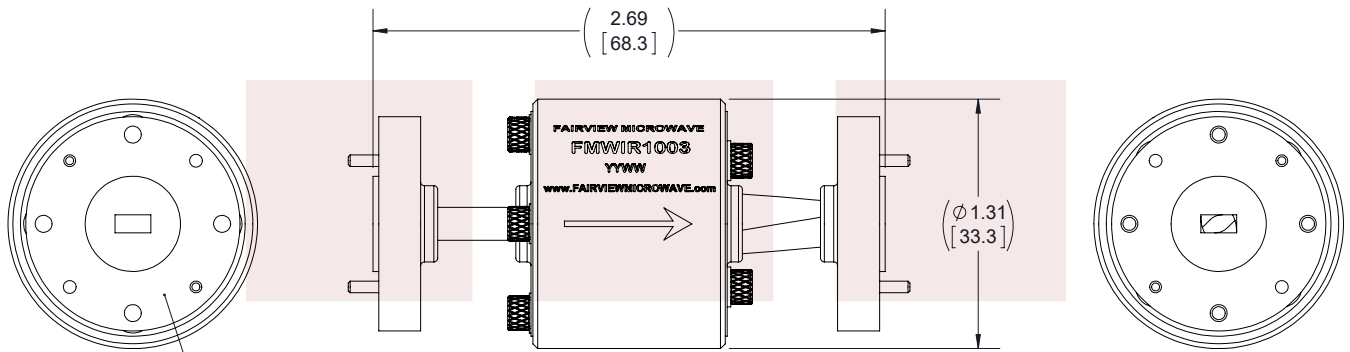 2.69
[68.3]
FAIRVIEW MICROWAVE
FMWIR1003
YYWW
www.FAIRVIEWMICROWAVE.com
Ø1.31
[33.3]